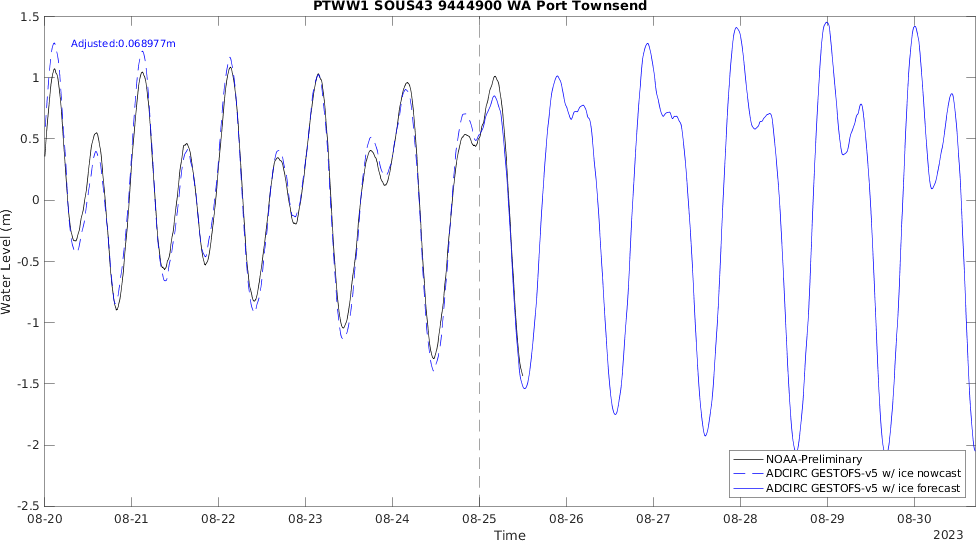 PTWW1 SOUS43 9444900 WA Port Townsend
Adjusted:0.068977m
1.5
1
0.5
0
-0.5
-1
-1.5
-2
-2.5
Water Level (m)
NOAA-Preliminary
ADCIRC GESTOFS-v5 w/ ice nowcast
ADCIRC GESTOFS-v5 w/ ice forecast
08-20 08-21 08-22 08-23 08-24 08-25 08-26 08-27 08-28 08-29 08-30
Time
2023